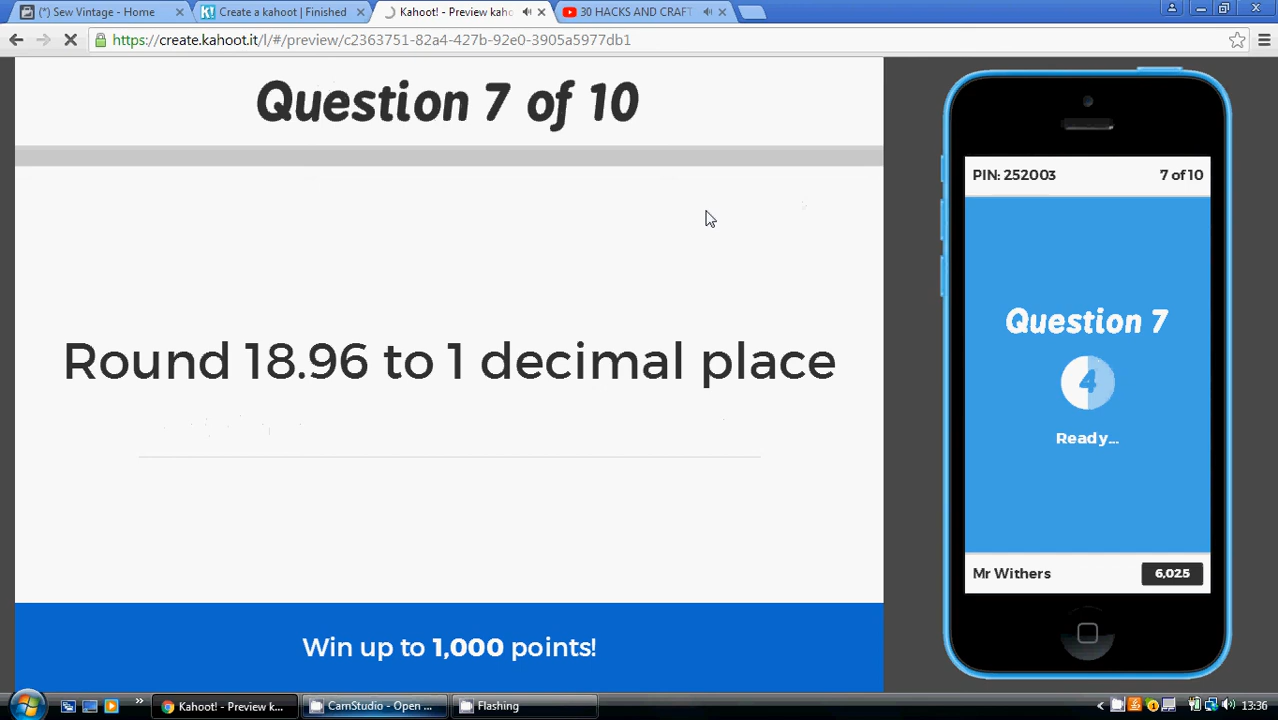 (*) Sew Vintage - Home
Create a kahoot | Finished
Kahoot! - Preview kaho
30 HACKS AND CRAFT
https://create.kahoot.it/l/#/preview/c2363751-82a4-427b-92e0-3905a5977db1
Question 7 of 10
Round 18.96 to 1 decimal place
Win up to 1,000 points!
PIN: 252003
7 of 10
Question 7
4
Ready...
Mr Withers
6,025
Kahoot! - Preview k...
CamStudio - Open ...
Flashing
13:36